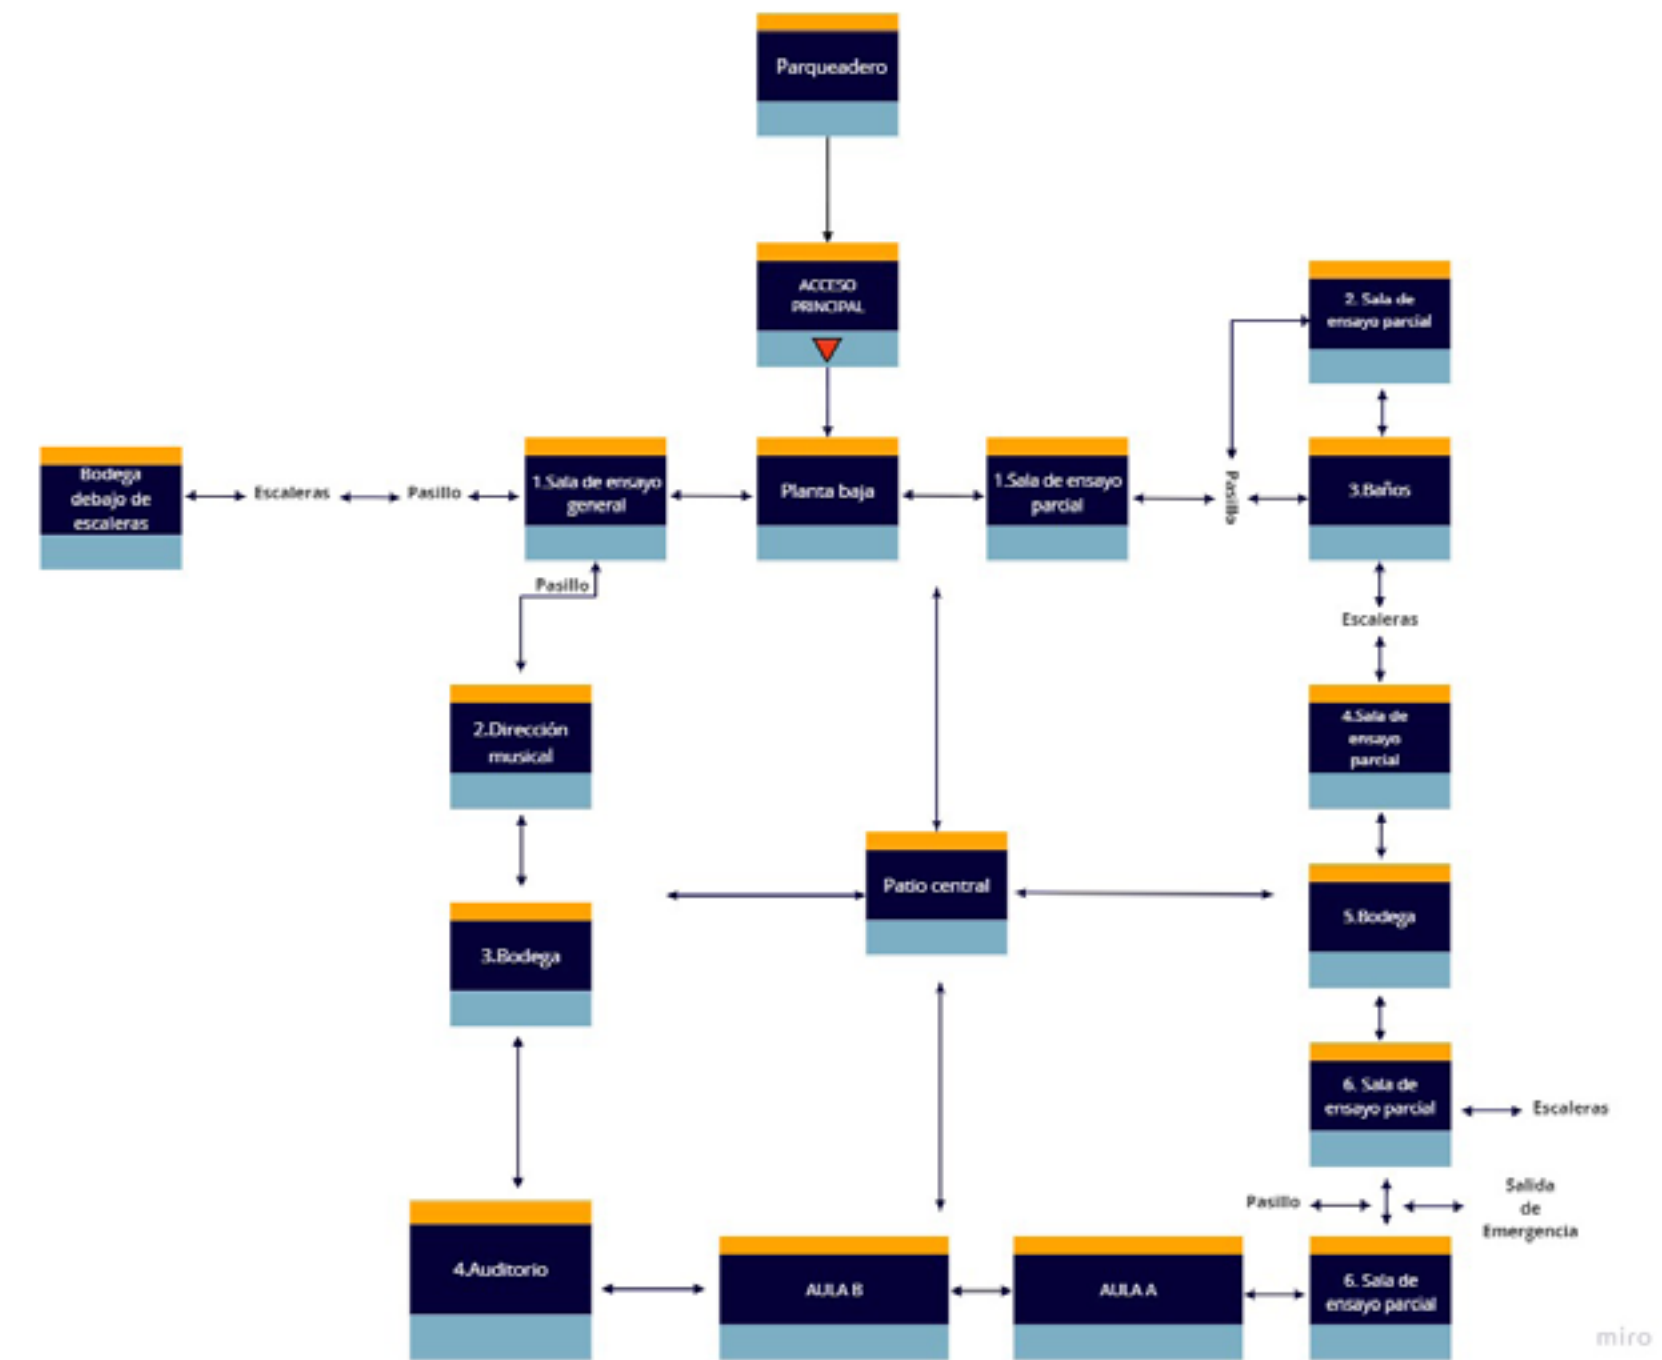 Parqueadero
ACCESO
PRINCIPAL
2. Sala de
ensayo parcial
Bodega
debajo de
escaleras
Escaleras
Pasillo
1.Sala de ensayo
general
Planta baja
1.Sala de ensayo
parcial
Pasillo
3.Baños
Pasillo
Escaleras
2.Dirección
musical
4.Sala de
ensayo
parcial
Patio central
3.Bodega
5.Bodega
6. Sala de
ensayo parcial
Escaleras
Pasillo
Salida
de
Emergencia
4.Auditorio
AULA B
AULA A
6. Sala de
ensayo parcial
miro